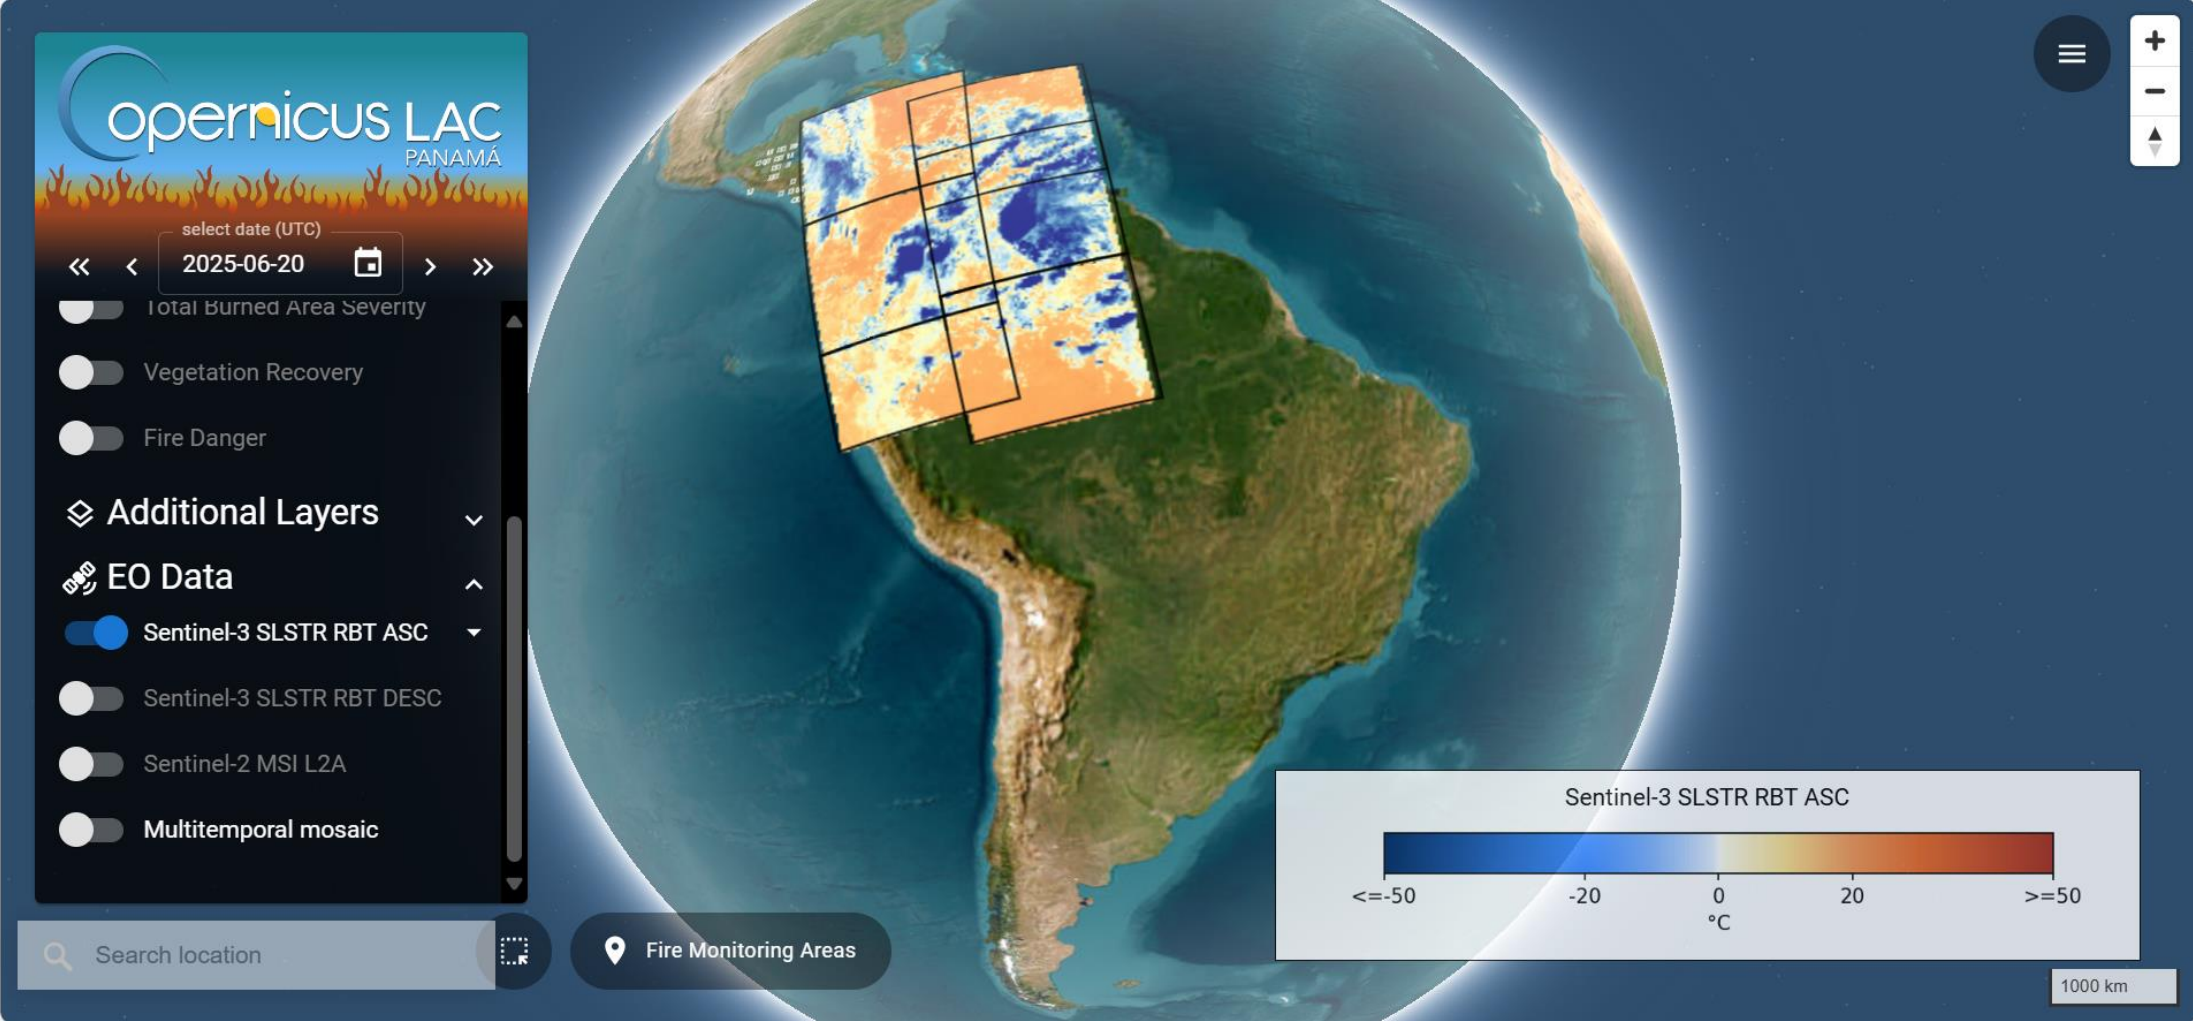 Copernicus LAC
PANAMÁ
select date (UTC)
2025-06-20
Total Burned Area Severity
Vegetation Recovery
Fire Danger
Additional Layers
EO Data
Sentinel-3 SLSTR RBT ASC
Sentinel-3 SLSTR RBT DESC
Sentinel-2 MSI L2A
Multitemporal mosaic
Search location
Fire Monitoring Areas
Sentinel-3 SLSTR RBT ASC
<=-50 -20 0 20 >=50
°C
1000 km